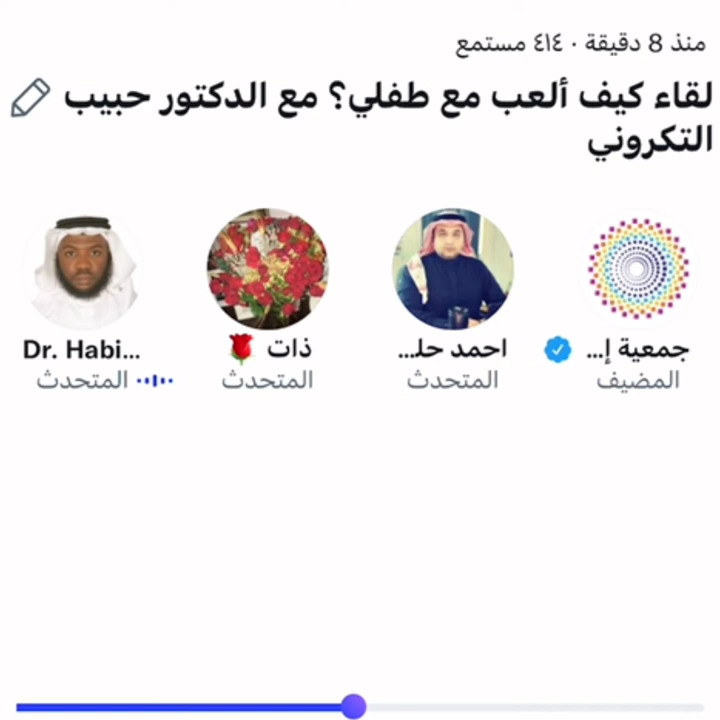 منذ 8 دقيقة · ٤١٤ مستمع
لقاء كيف ألعب مع طفلي؟ مع الدكتور حبيب
التكروني
جمعية إ...
المضيف
احمد حلـ...
المتحدث
ذات 🌹
المتحدث
Dr. Habi...
المتحدث